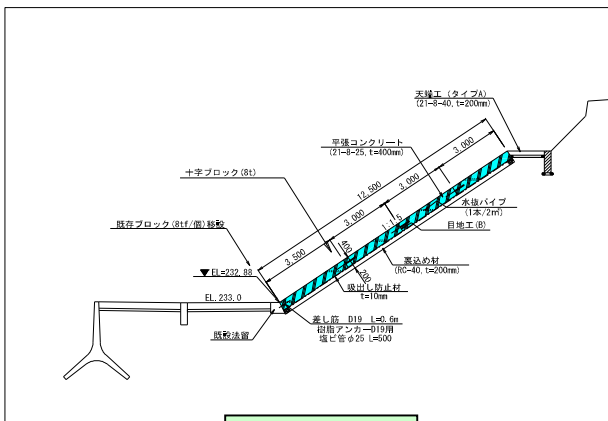 天端工 (タイプA)
(21-8-40, t=200mm)
平張コンクリート
(21-8-25, t=400mm)
3.000
十字ブロック(8t)
12.500
3.000
水抜パイプ
(1本/2㎡)
3.000
目地工(B)
1:1.5
既存ブロック(8tf/個)移設
3.500
400
裏込め材
(RC-40, t=200mm)
200
▼EL=232.88
吸出し防止材
t=10mm
EL.233.0
差し筋 D19 L=0.6m
樹脂アンカーD19用
塩ビ管φ25 L=500
既設法留